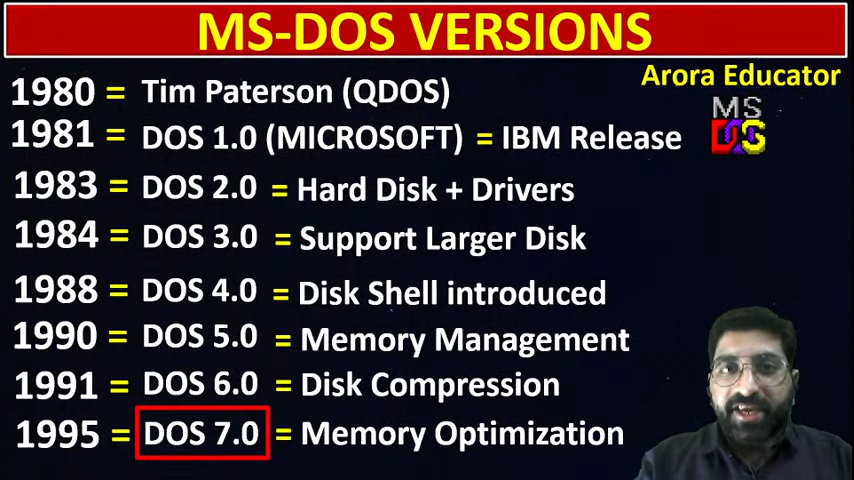 MS-DOS VERSIONS
Arora Educator
MS
DOS
1980 = Tim Paterson (QDOS)
1981 = DOS 1.0 (MICROSOFT) = IBM Release
1983 = DOS 2.0 = Hard Disk + Drivers
1984 = DOS 3.0 = Support Larger Disk
1988 = DOS 4.0 = Disk Shell introduced
1990 = DOS 5.0 = Memory Management
1991 = DOS 6.0 = Disk Compression
1995 = DOS 7.0 = Memory Optimization